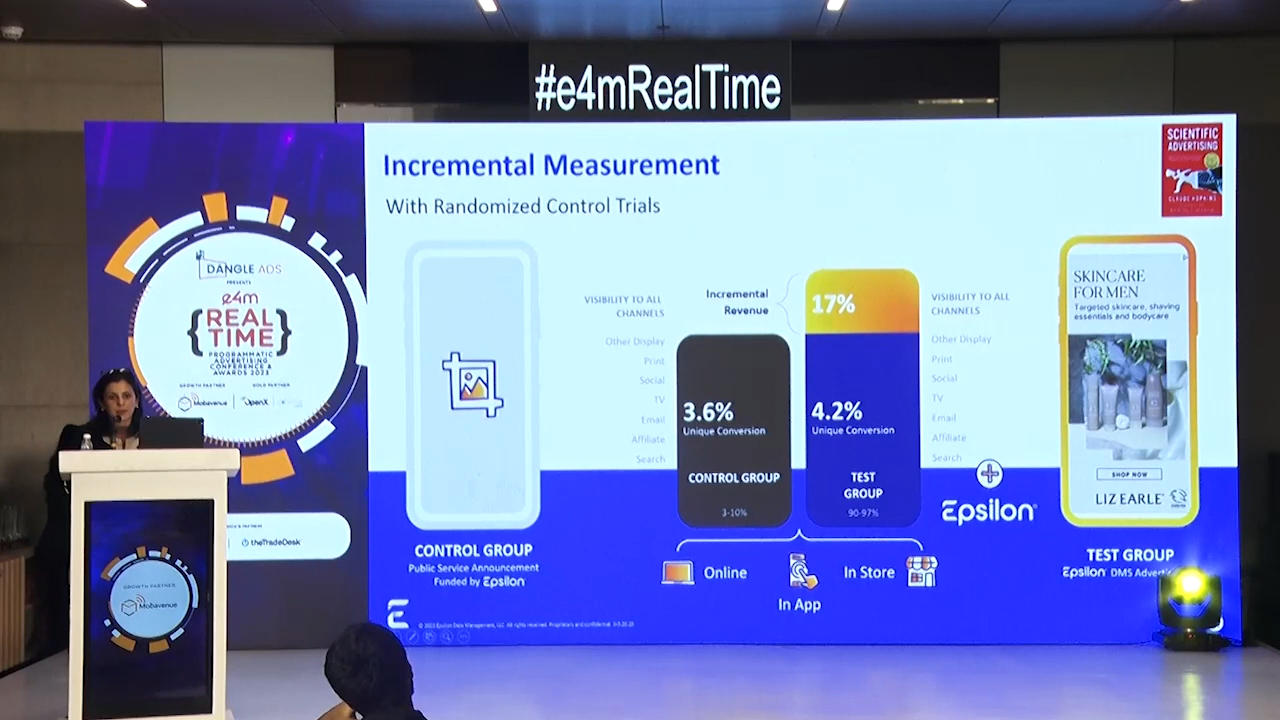 #e4mRealTime
Incremental Measurement
With Randomized Control Trials
SCIENTIFIC
ADVERTISING
CLAUDE HOPKINS
DANGLE ADS
PRESENTS
e4m
{REAL
TIME}
PROGRAMMATIC
ADVERTISING
CONFERENCE &
AWARDS 2023
GROWTH PARTNER
GOLD PARTNER
Mobavenue
OpenX
theTradeDesk
VISIBILITY TO ALL
CHANNELS
Other Display
Print
Social
TV
Email
Affiliate
Search
Incremental
Revenue
17%
3.6%
Unique Conversion
CONTROL GROUP
3-10%
4.2%
Unique Conversion
TEST
GROUP
90-97%
VISIBILITY TO ALL
CHANNELS
Other Display
Print
Social
TV
Email
Affiliate
Search
Epsilon
SKINCARE
FOR MEN
Targeted skincare, shaving
essentials and bodycare
SHOP NOW
LIZ EARLE
CONTROL GROUP
Public Service Announcement
Funded by Epsilon
Online
In App
In Store
TEST GROUP
Epsilon DMS
GROWTH PARTNER
Mobavenue